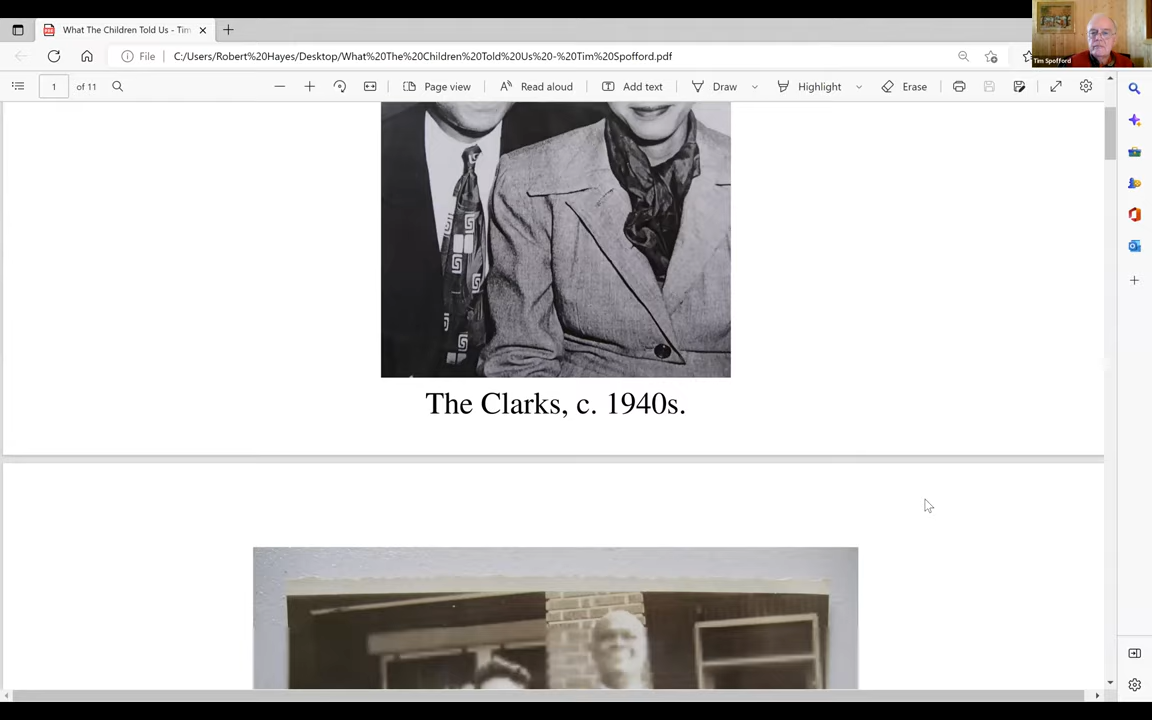 What The Children Told Us - Tim
Tim Spofford
File
C:/Users/Robert%20Hayes/Desktop/What%20The%20Children%20Told%20Us%20-%20Tim%20Spofford.pdf
1 of 11
Page view
Read aloud
Add text
Draw
Highlight
Erase
The Clarks, c. 1940s.